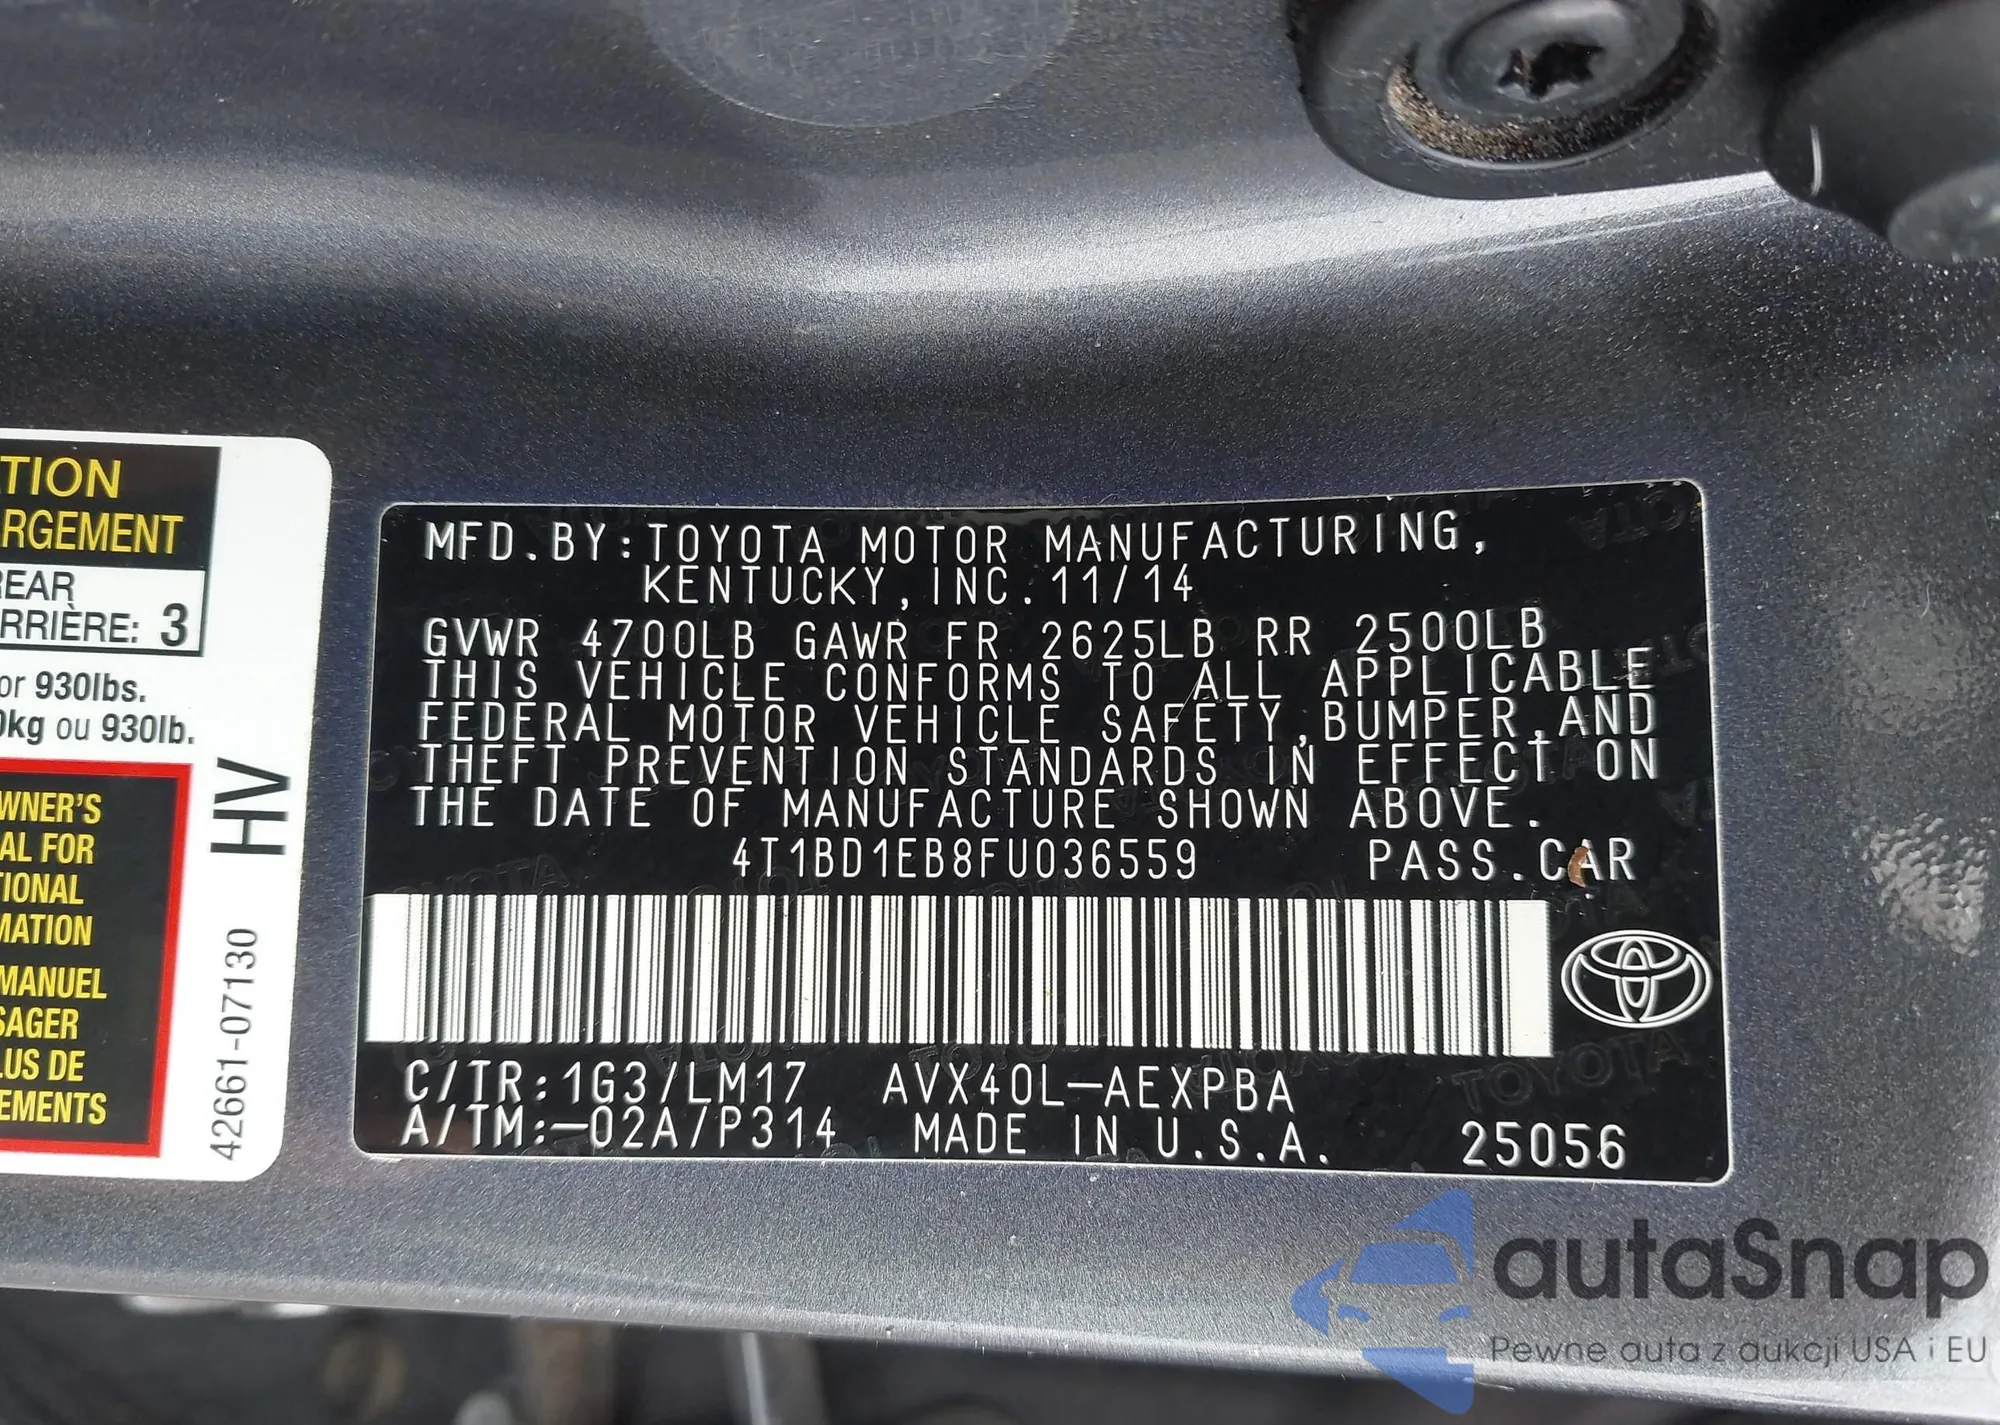 TION
RGEMENT
REAR
RRIÈRE: 3
or 930lbs.
0kg ou 930lb.
WNER'S
AL FOR
TIONAL
MATION
MANUEL
SAGER
LUS DE
EMENTS
HV
42661-07130
MFD.BY:TOYOTA MOTOR MANUFACTURING,
KENTUCKY,INC.11/14
GVWR 4700LB GAWR FR 2625LB RR 2500LB
THIS VEHICLE CONFORMS TO ALL APPLICABLE
FEDERAL MOTOR VEHICLE SAFETY,BUMPER,AND
THEFT PREVENTION STANDARDS IN EFFECT ON
THE DATE OF MANUFACTURE SHOWN ABOVE.
4T1BD1EB8FU036559 PASS.CAR
C/TR:1G3/LM17 AVX40L-AEXPBA
A/TM:-02A/P314 MADE IN U.S.A. 25056
TOYOTA
autaSnap
Pewne auta z aukcji USA i EU